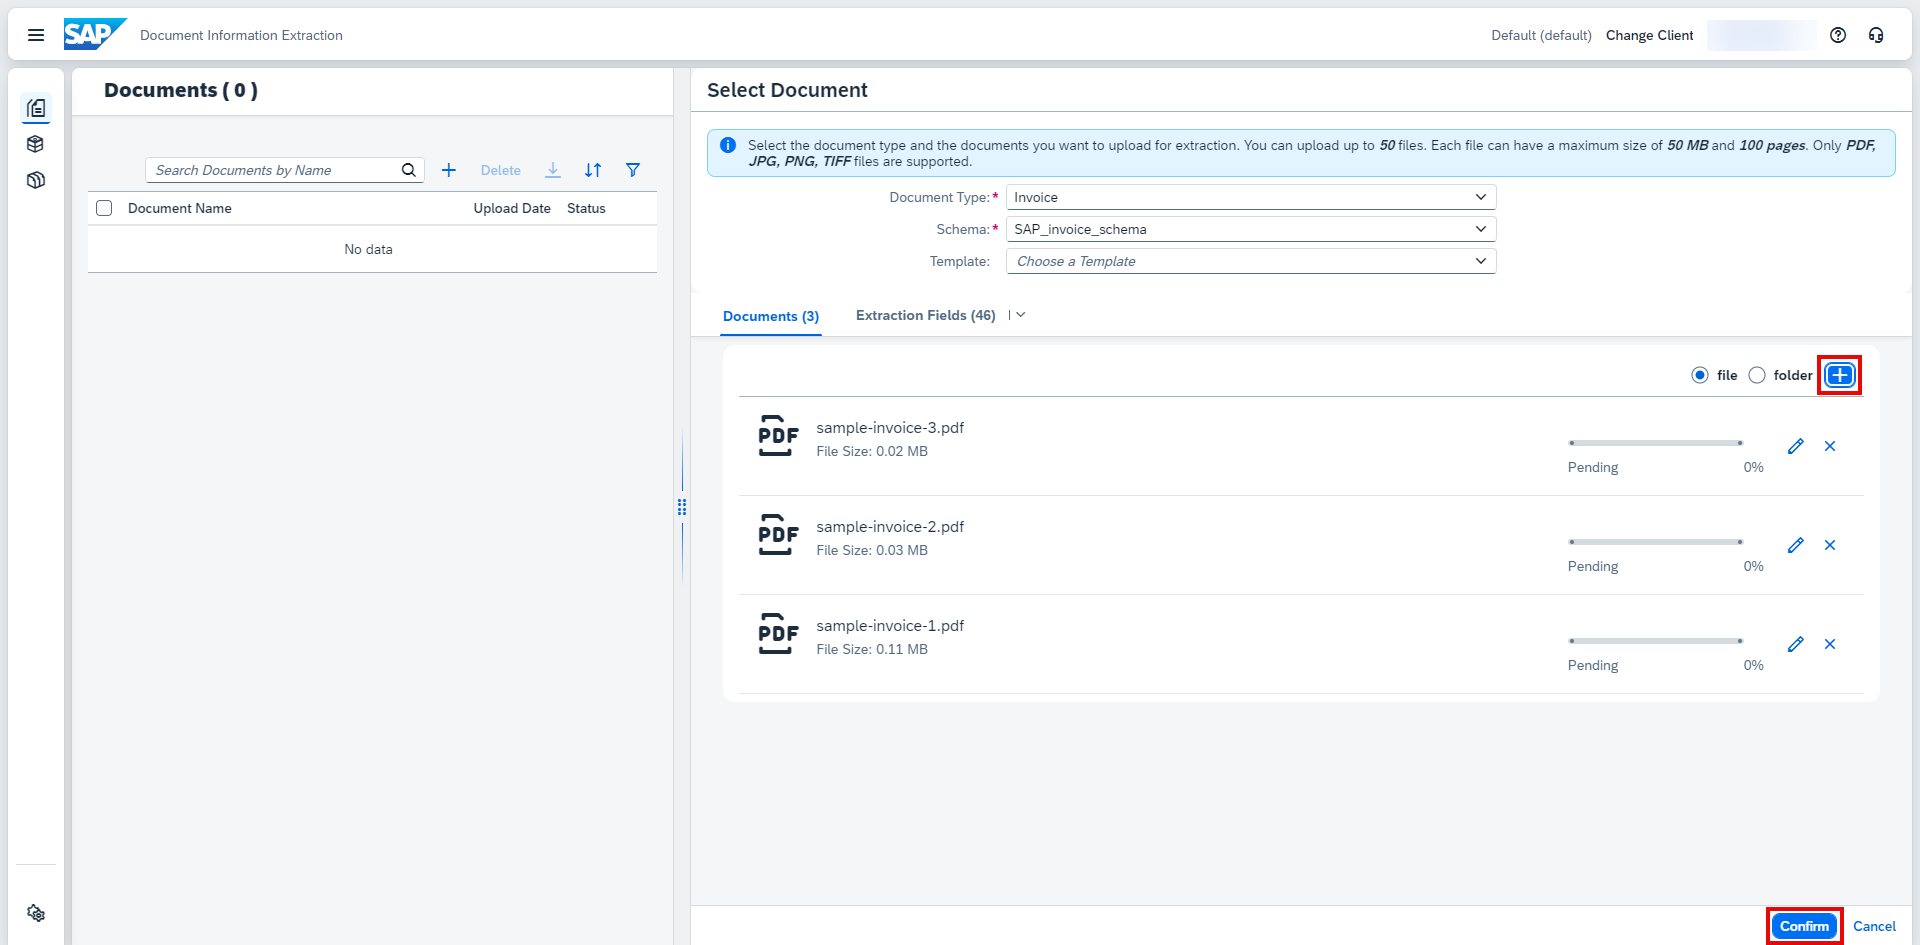 SAP Document Information Extraction Default (default) Change Client
Documents ( 0 )
Search Documents by Name Delete
Document Name Upload Date Status
No data
Select Document
Select the document type and the documents you want to upload for extraction. You can upload up to 50 files. Each file can have a maximum size of 50 MB and 100 pages. Only PDF,
JPG, PNG, TIFF files are supported.
Document Type:* Invoice
Schema:* SAP_invoice_schema
Template: Choose a Template
Documents (3) Extraction Fields (46)
file folder
PDF sample-invoice-3.pdf
File Size: 0.02 MB
Pending 0%
PDF sample-invoice-2.pdf
File Size: 0.03 MB
Pending 0%
PDF sample-invoice-1.pdf
File Size: 0.11 MB
Pending 0%
Confirm Cancel